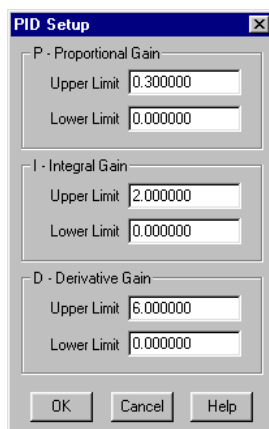 PID Setup
P - Proportional Gain
Upper Limit 0.300000
Lower Limit 0.000000
I - Integral Gain
Upper Limit 2.000000
Lower Limit 0.000000
D - Derivative Gain
Upper Limit 6.000000
Lower Limit 0.000000
OK Cancel Help